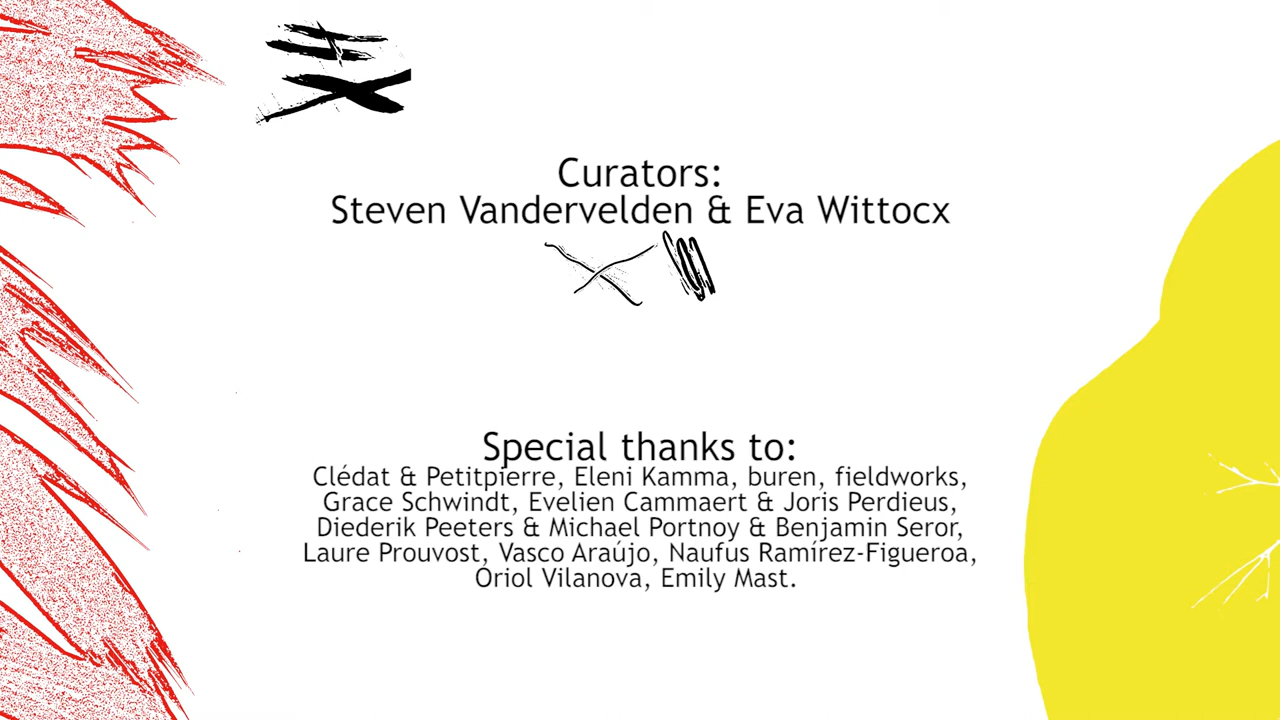 Curators:
Steven Vandervelden & Eva Wittocx
Special thanks to:
Clédat & Petitpierre, Eleni Kamma, buren, fieldworks,
Grace Schwindt, Evelien Cammaert & Joris Perdieus,
Diederik Peeters & Michael Portnoy & Benjamin Seror,
Laure Prouvost, Vasco Araújo, Naufus Ramírez-Figueroa,
Oriol Vilanova, Emily Mast.